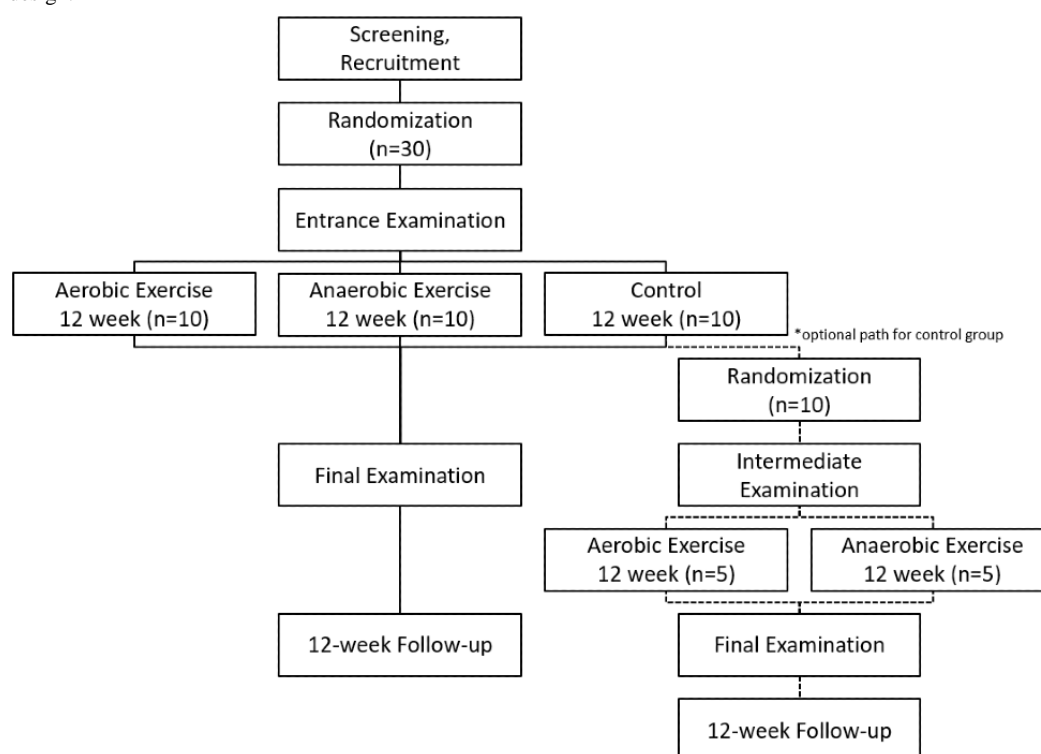 Screening,
Recruitment
Randomization
(n=30)
Entrance Examination
Aerobic Exercise
12 week (n=10)
Anaerobic Exercise
12 week (n=10)
Control
12 week (n=10)
*optional path for control group
Randomization
(n=10)
Final Examination
Intermediate
Examination
Aerobic Exercise
12 week (n=5)
Anaerobic Exercise
12 week (n=5)
12-week Follow-up
Final Examination
12-week Follow-up